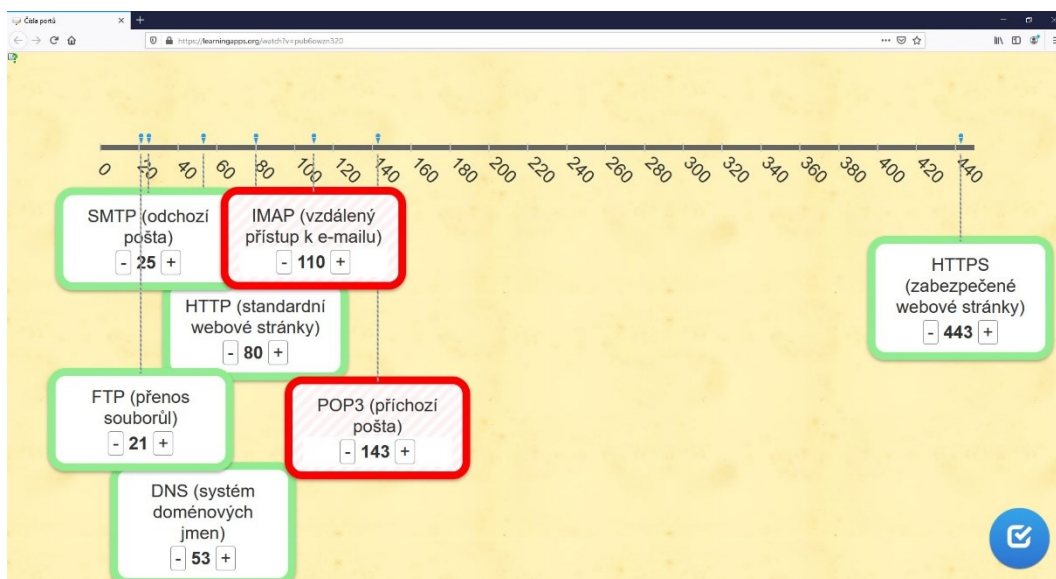 Čísla portů
https://learningapps.org/watch?v=pub6owzn320
0 20 40 60 80 100 120 140 160 180 200 220 240 260 280 300 320 340 360 380 400 420 440
SMTP (odchozí
pošta)
- 25 +
IMAP (vzdálený
přístup k e-mailu)
- 110 +
HTTPS
(zabezpečené
webové stránky)
- 443 +
HTTP (standardní
webové stránky)
- 80 +
FTP (přenos
souborůl)
- 21 +
POP3 (příchozí
pošta)
- 143 +
DNS (systém
doménových
jmen)
- 53 +